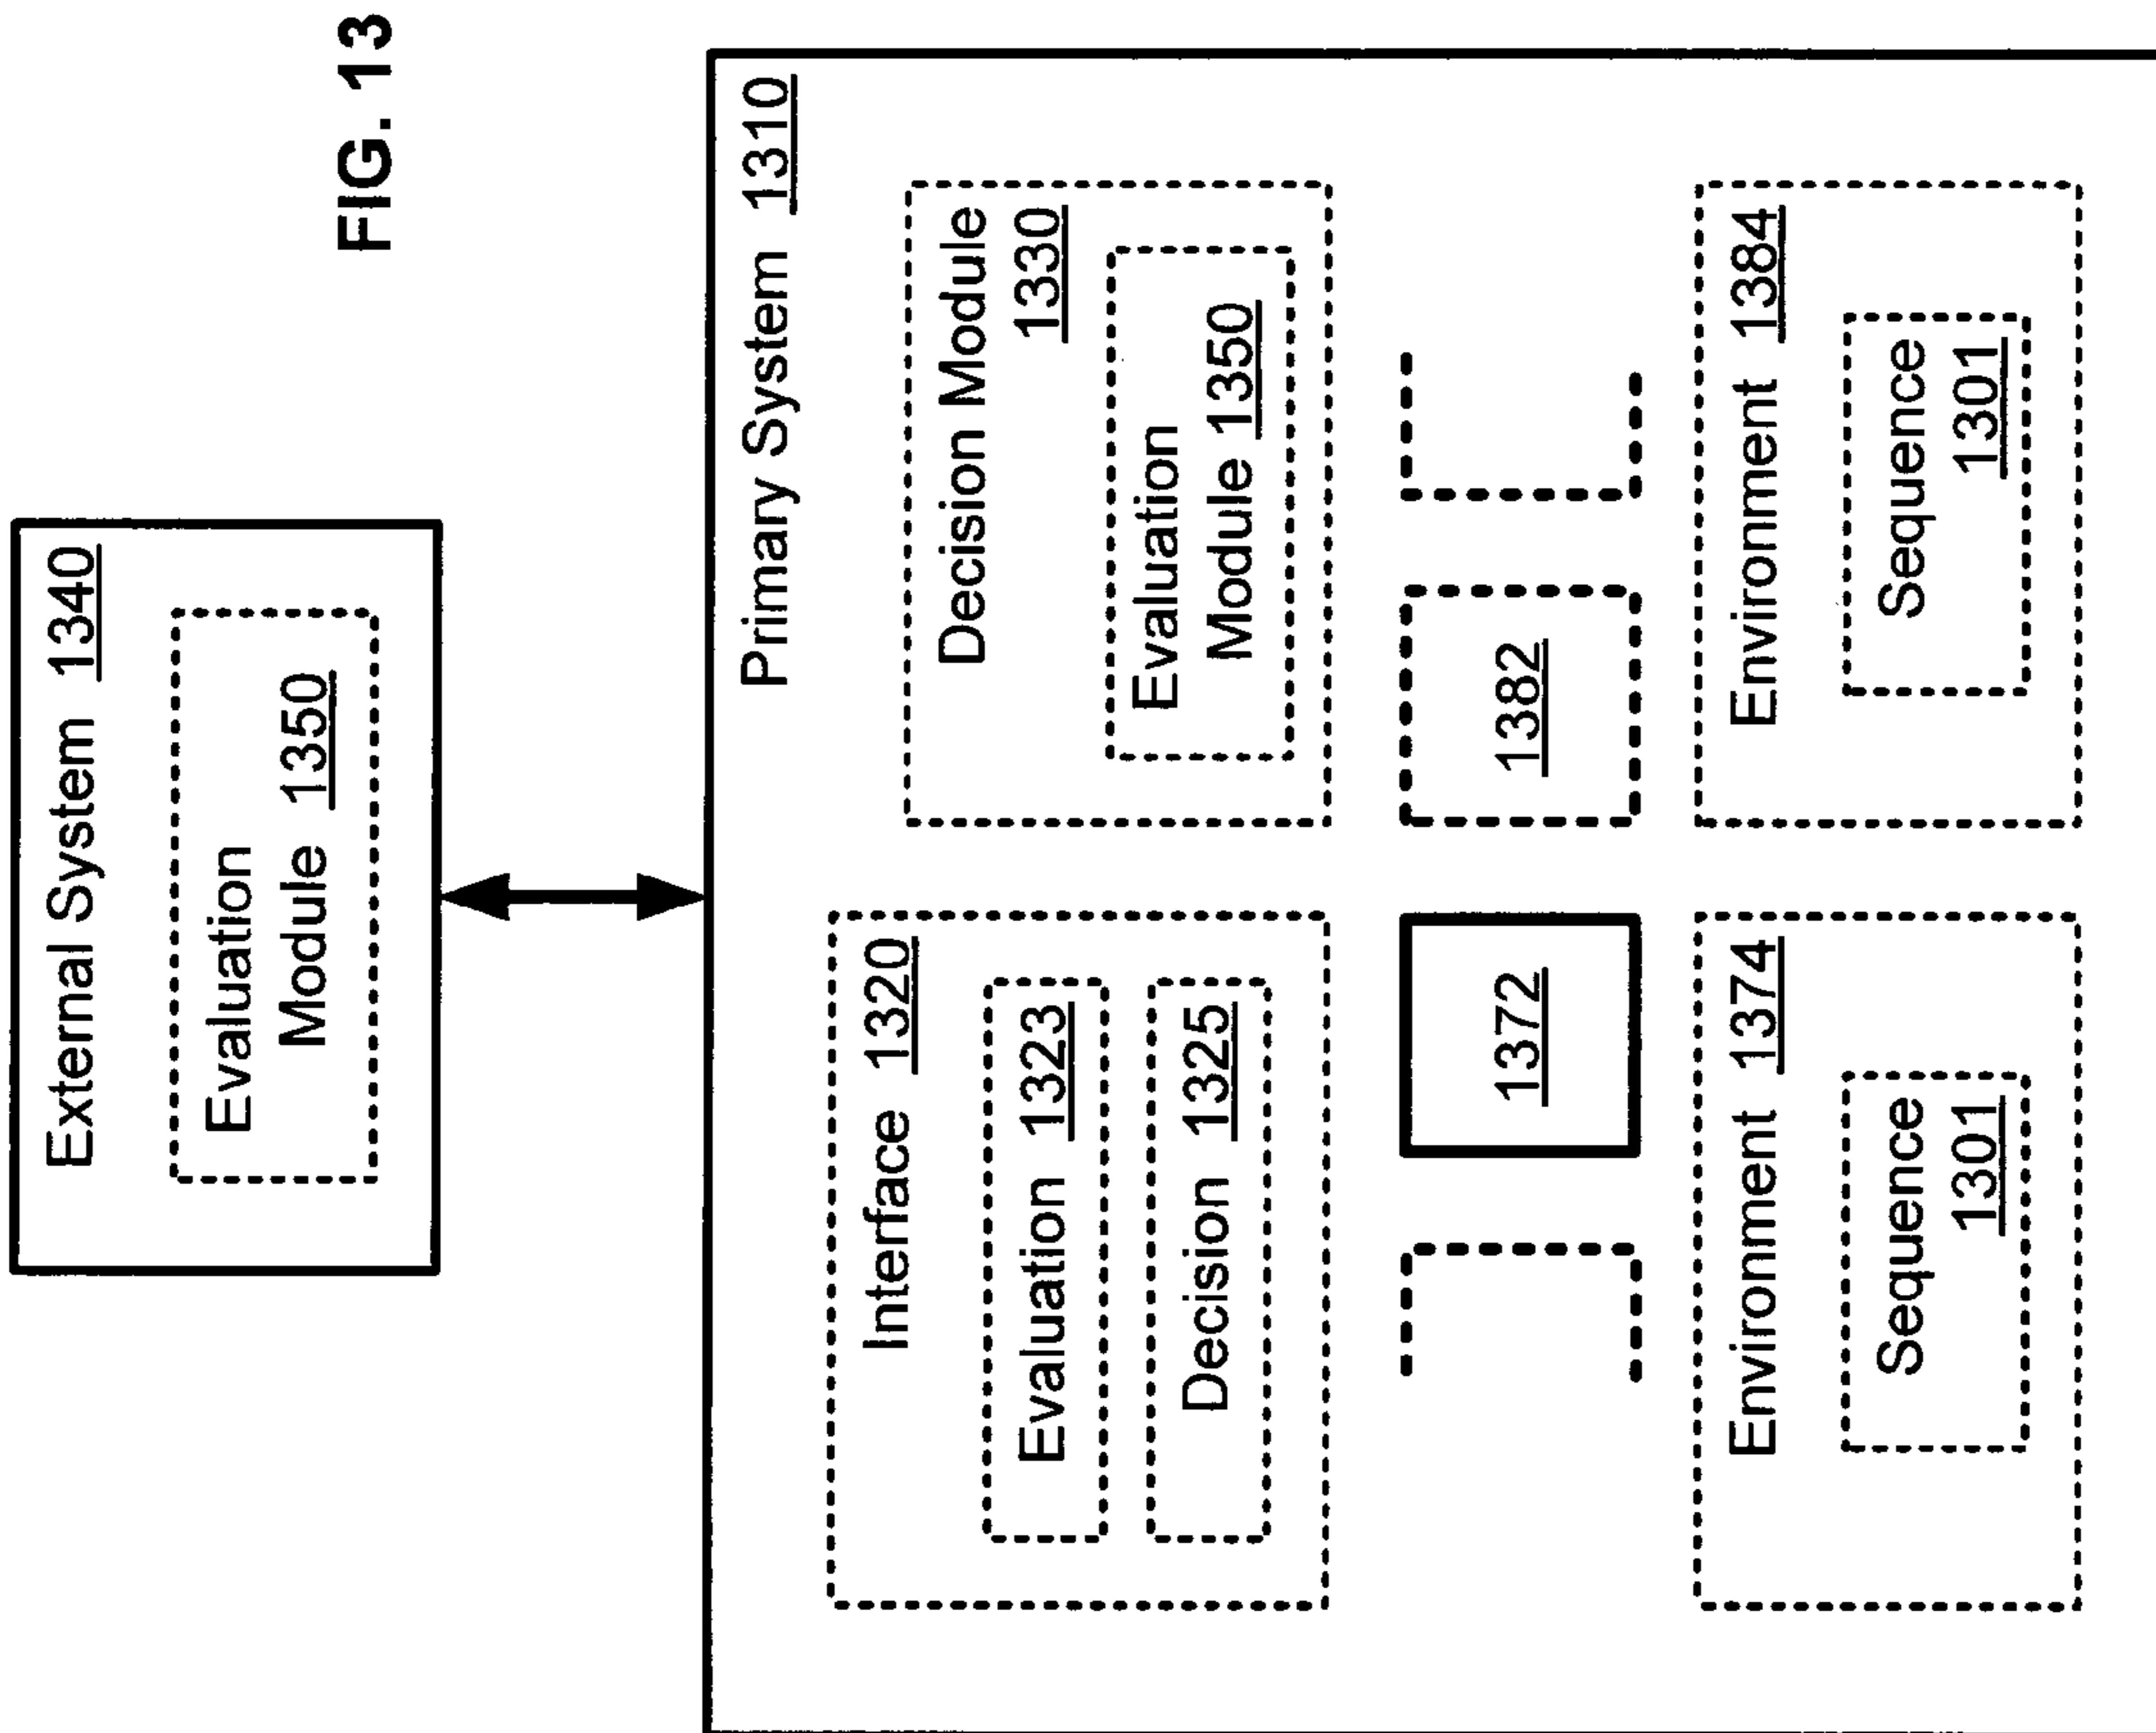 FIG. 13
External System 1340
Evaluation
Module 1350
Primary System 1310
Interface 1320
Evaluation 1323
Decision 1325
Decision Module
1330
Evaluation
Module 1350
1372
1382
Environment 1374
Sequence
1301
Environment 1384
Sequence
1301